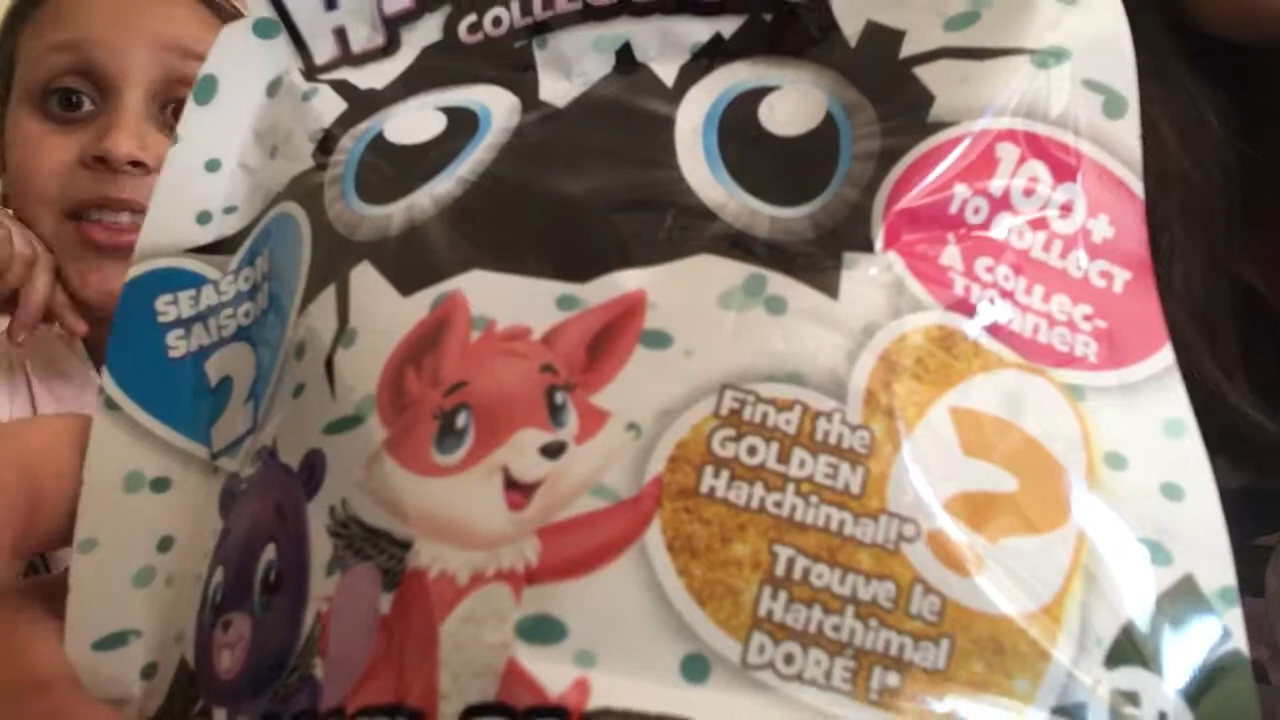 SEASON
SAISON
2
100+
TO COLLECT
À COLLEC-
TIONNER
Find the
GOLDEN
Hatchimal!*
Trouve le
Hatchimal
DORÉ !*